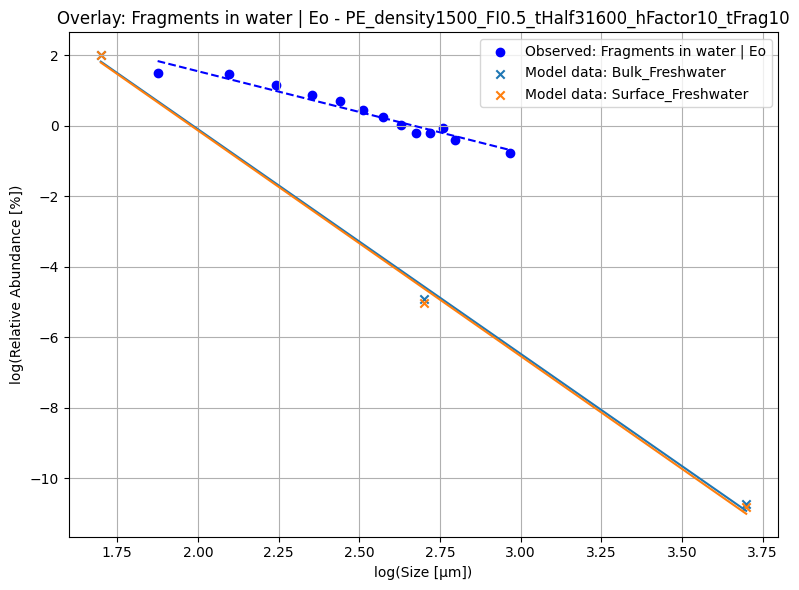 Overlay: Fragments in water | Eo - PE_density1500_FI0.5_tHalf31600_hFactor10_tFrag10
Observed: Fragments in water | Eo
Model data: Bulk_Freshwater
Model data: Surface_Freshwater
log(Relative Abundance [%])
2
0
−2
−4
−6
−8
−10
1.75 2.00 2.25 2.50 2.75 3.00 3.25 3.50 3.75
log(Size [μm])